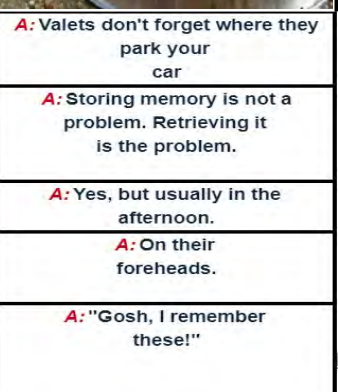 A: Valets don't forget where they
park your
car
A: Storing memory is not a
problem. Retrieving it
is the problem.
A: Yes, but usually in the
afternoon.
A: On their
foreheads.
A: "Gosh, I remember
these!"